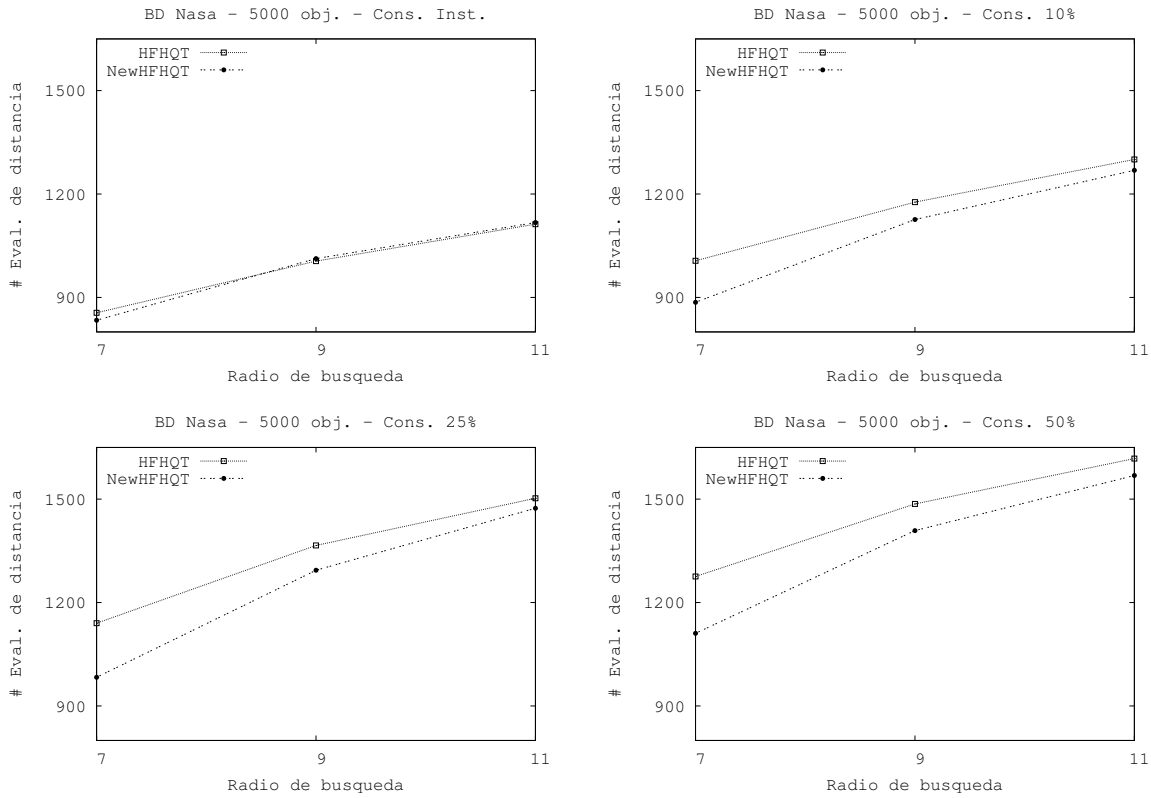 BD Nasa - 5000 obj. - Cons. Inst.
HFHQT
NewHFHQT
1500
1200
900
# Eval. de distancia
7 9 11
Radio de busqueda
BD Nasa - 5000 obj. - Cons. 10%
HFHQT
NewHFHQT
1500
1200
900
# Eval. de distancia
7 9 11
Radio de busqueda
BD Nasa - 5000 obj. - Cons. 25%
HFHQT
NewHFHQT
1500
1200
900
# Eval. de distancia
7 9 11
Radio de busqueda
BD Nasa - 5000 obj. - Cons. 50%
HFHQT
NewHFHQT
1500
1200
900
# Eval. de distancia
7 9 11
Radio de busqueda